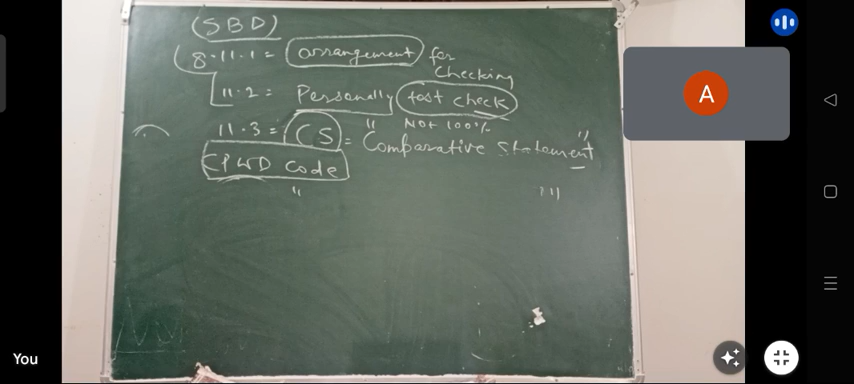 (SBD)
8.11.1 = arrangement for
checking
11.2 = Personally test check
" Not 100%
11.3 = CS = Comparative Statement "
CPWD Code
" "
A
You